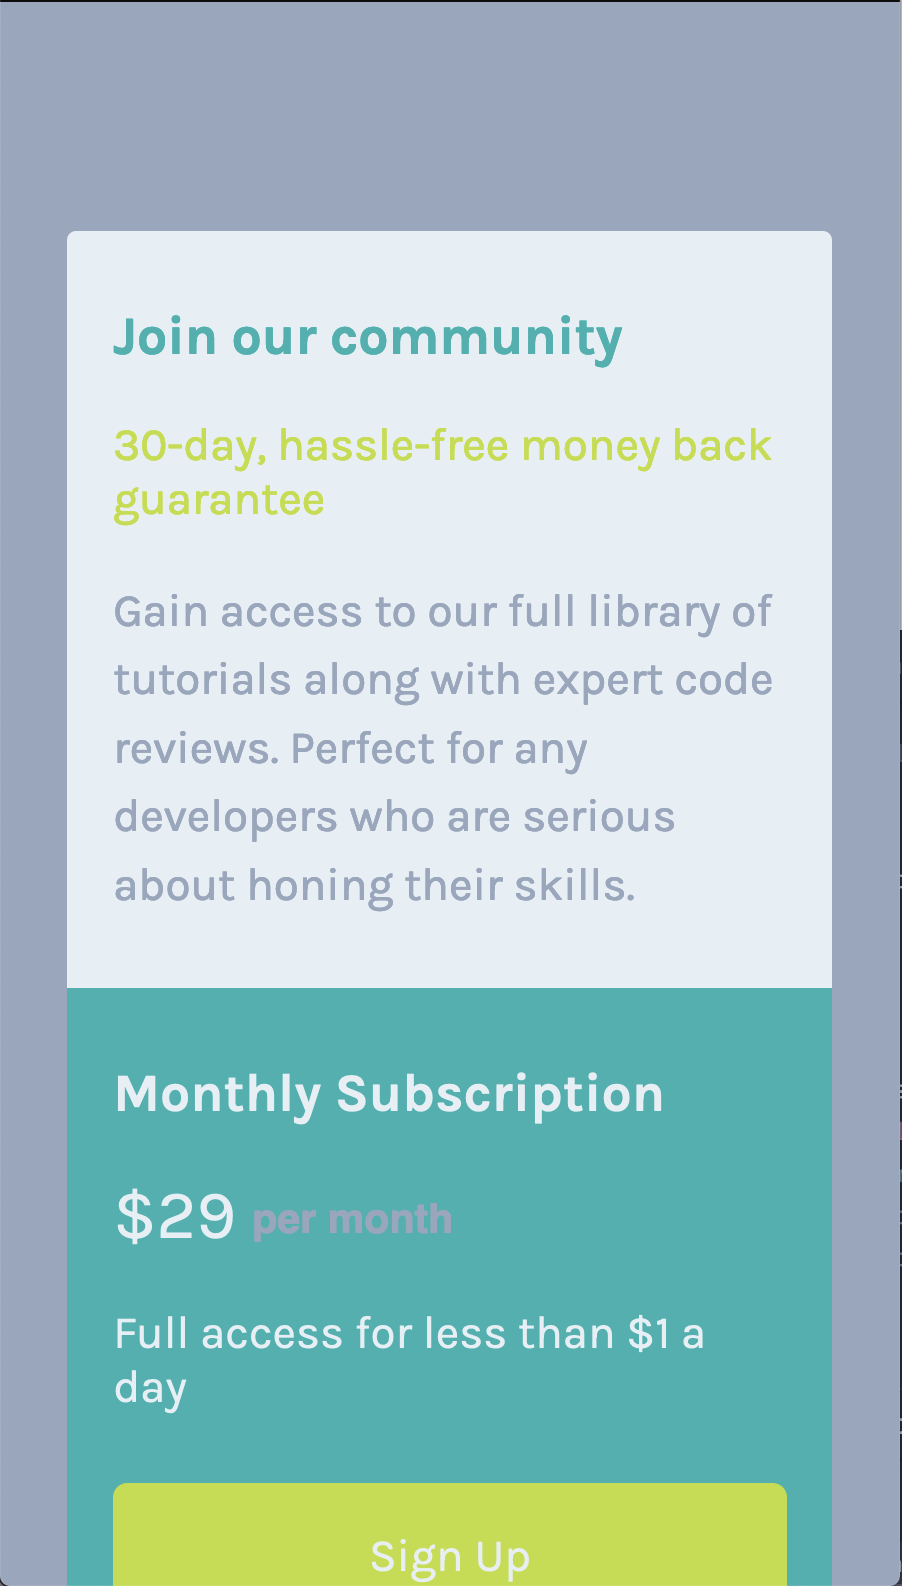 Join our community
30-day, hassle-free money back
guarantee
Gain access to our full library of
tutorials along with expert code
reviews. Perfect for any
developers who are serious
about honing their skills.
Monthly Subscription
$29 per month
Full access for less than $1 a
day
Sign Up